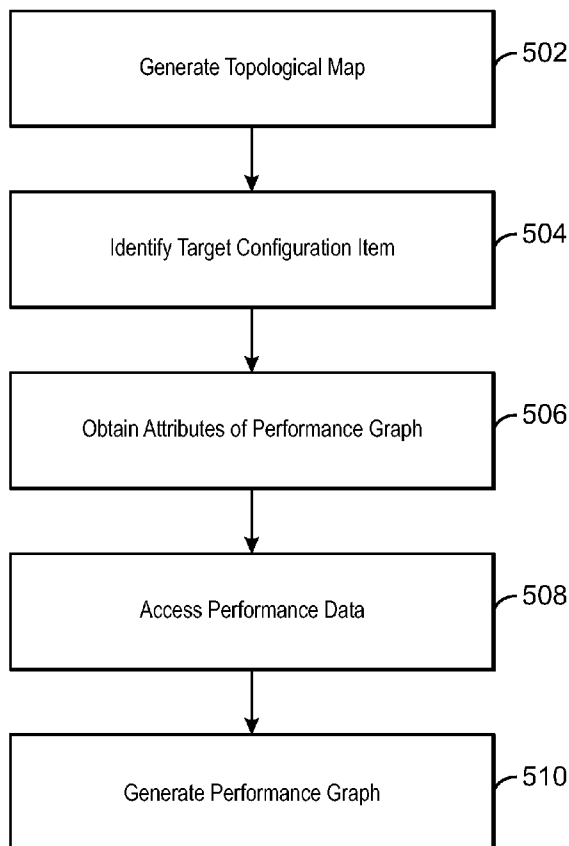 Generate Topological Map
502
Identify Target Configuration Item
504
Obtain Attributes of Performance Graph
506
Access Performance Data
508
Generate Performance Graph
510